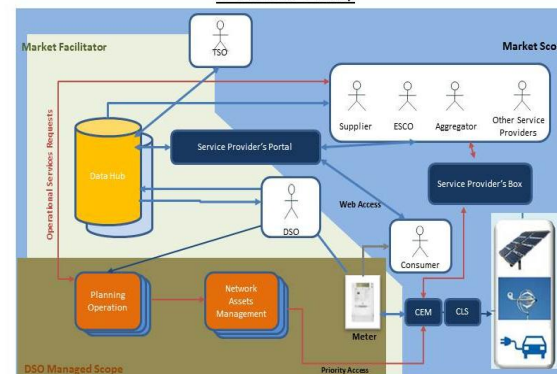 Market Facilitator
TSO
Market Sco
Supplier
ESCO
Aggregator
Other Service
Providers
Operational Services Requests
Data Hub
Service Provider's Portal
Service Provider's Box
Web Access
DSO
Consumer
Planning
Operation
Network
Assets
Management
Meter
CEM
CLS
Priority Access
DSO Managed Scope